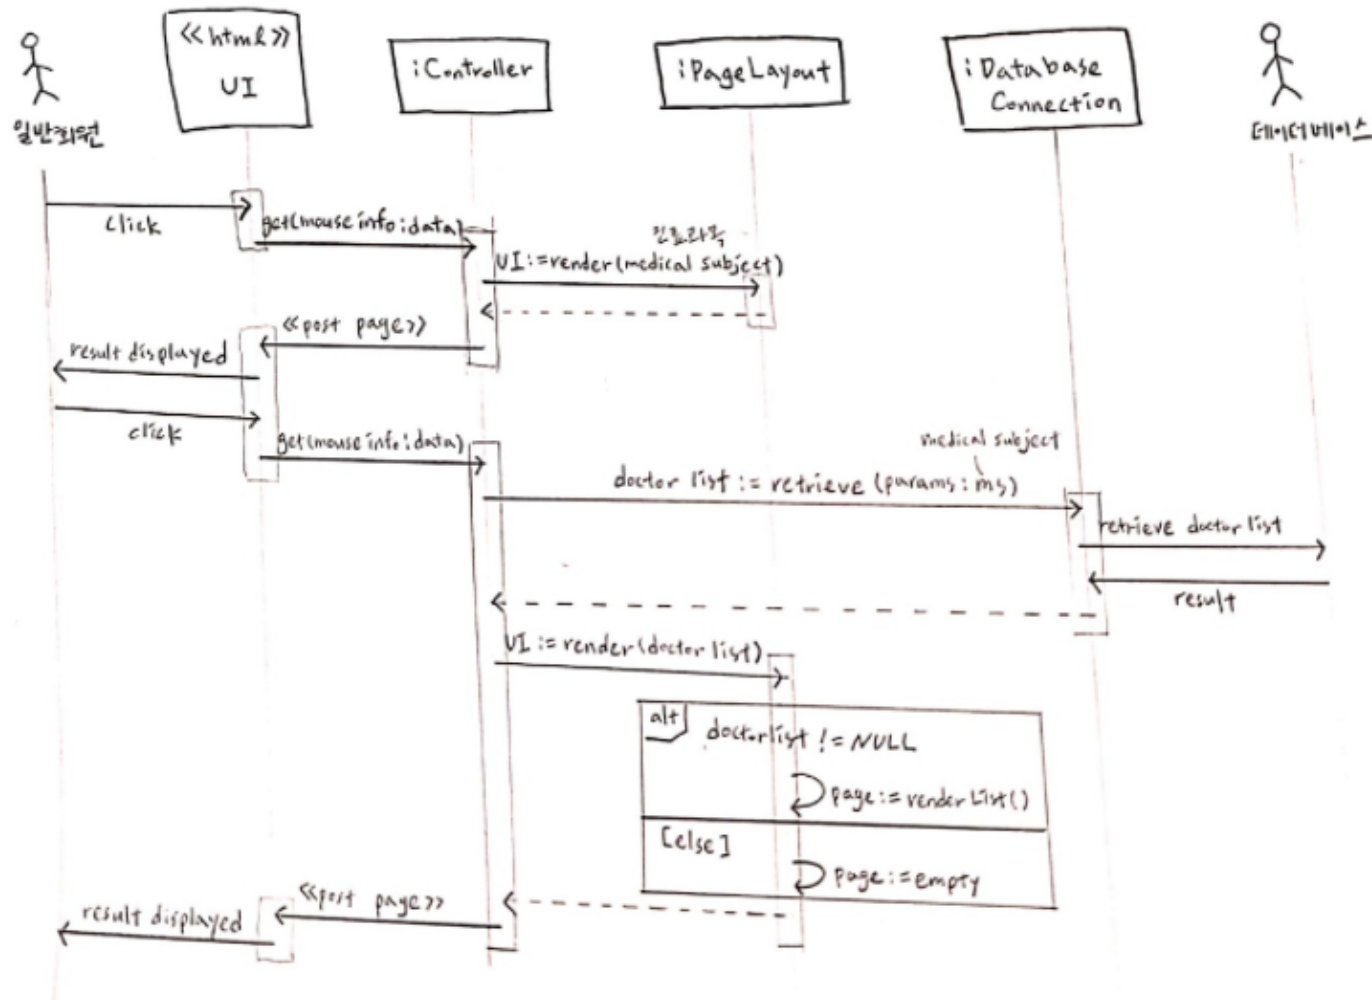 <<html>>
UI
:Controller
:PageLayout
:Database
Connection
일반회원
데이터베이스
click
get(mouse info:data)
진료과목
UI:=render(medical subject)
<<post page>>
result displayed
click
get(mouse info:data)
medical subject
doctor list := retrieve (params:ms)
retrieve doctor list
result
UI:=render(doctor list)
alt
doctorlist != NULL
page:=renderList()
[else]
page:=empty
<<post page>>
result displayed